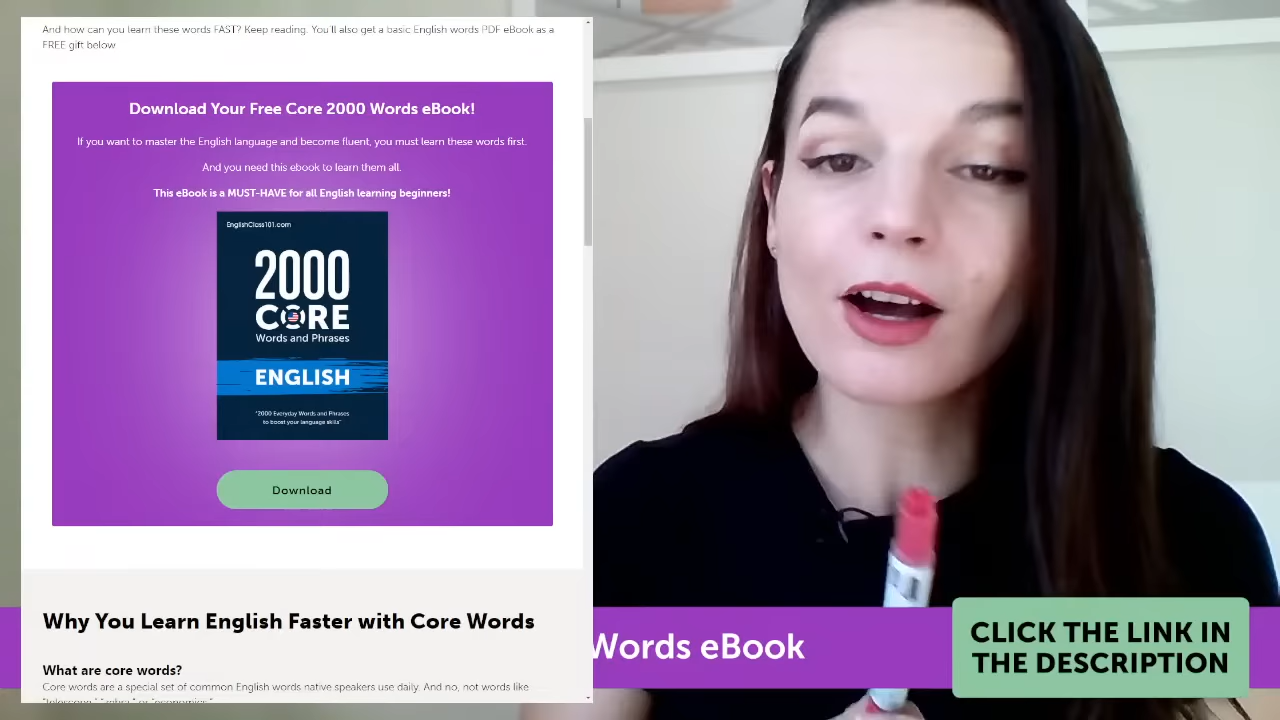 And how can you learn these words FAST? Keep reading. You'll also get a basic English words PDF eBook as a
FREE gift below.
Download Your Free Core 2000 Words eBook!
If you want to master the English language and become fluent, you must learn these words first.
And you need this ebook to learn them all.
This eBook is a MUST-HAVE for all English learning beginners!
EnglishClass101.com
2000
CORE
Words and Phrases
ENGLISH
"2000 Everyday Words and Phrases
to boost your language skills"
Download
Why You Learn English Faster with Core Words
What are core words?
Core words are a special set of common English words native speakers use daily. And no, not words like
Words eBook
CLICK THE LINK IN
THE DESCRIPTION